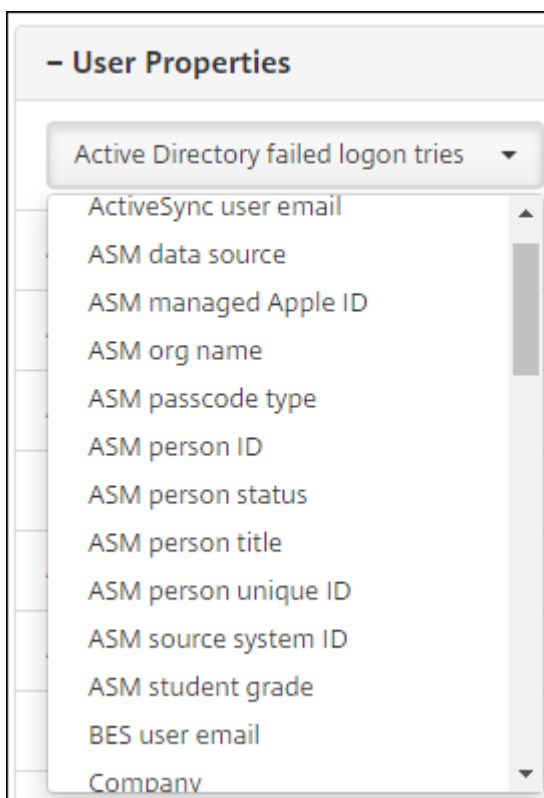 – User Properties
Active Directory failed logon tries
ActiveSync user email
ASM data source
ASM managed Apple ID
ASM org name
ASM passcode type
ASM person ID
ASM person status
ASM person title
ASM person unique ID
ASM source system ID
ASM student grade
BES user email
Company